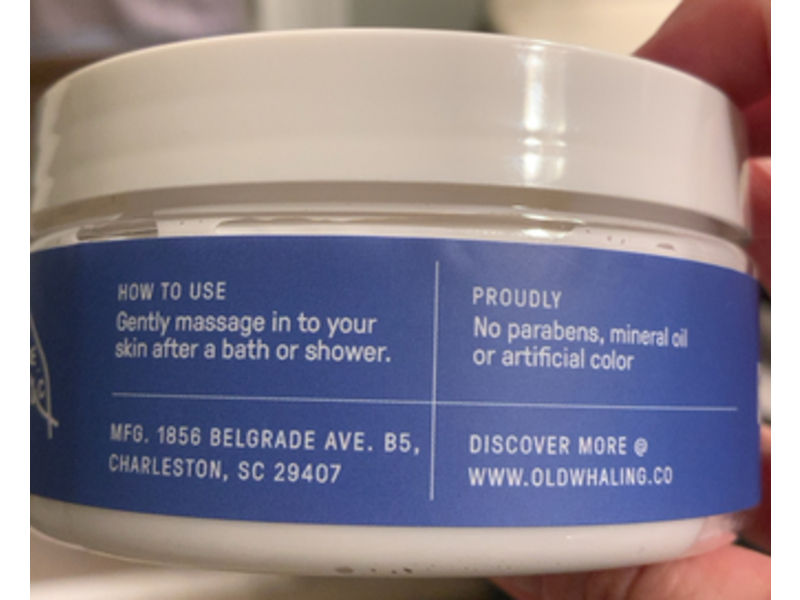 HOW TO USE
Gently massage in to your
skin after a bath or shower.
PROUDLY
No parabens, mineral oil
or artificial color
MFG. 1856 BELGRADE AVE. B5,
CHARLESTON, SC 29407
DISCOVER MORE @
WWW.OLDWHALING.CO